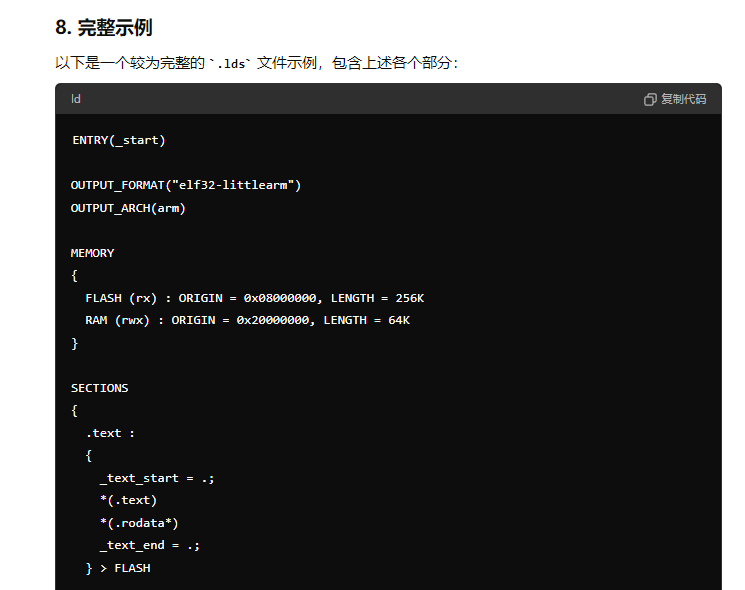 8. 完整示例
以下是一个较为完整的 `.lds` 文件示例，包含上述各个部分：
ld
复制代码
ENTRY(_start)
OUTPUT_FORMAT("elf32-littlearm")
OUTPUT_ARCH(arm)
MEMORY
{
  FLASH (rx) : ORIGIN = 0x08000000, LENGTH = 256K
  RAM (rwx) : ORIGIN = 0x20000000, LENGTH = 64K
}
SECTIONS
{
  .text :
  {
    _text_start = .;
    *(.text)
    *(.rodata*)
    _text_end = .;
  } > FLASH